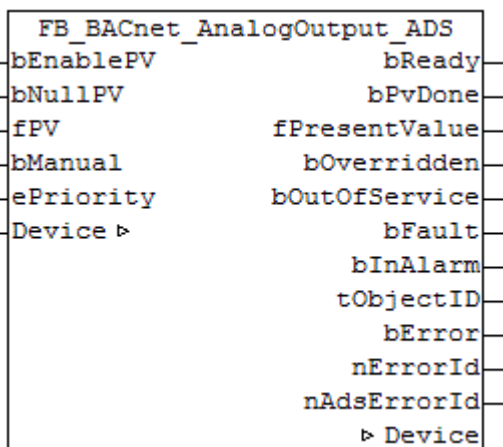 FB_BACnet_AnalogOutput_ADS
bEnablePV bReady
bNullPV bPvDone
fPV fPresentValue
bManual bOverridden
ePriority bOutOfService
Device ▹ bFault
bInAlarm
tObjectID
bError
nErrorId
nAdsErrorId
▹ Device